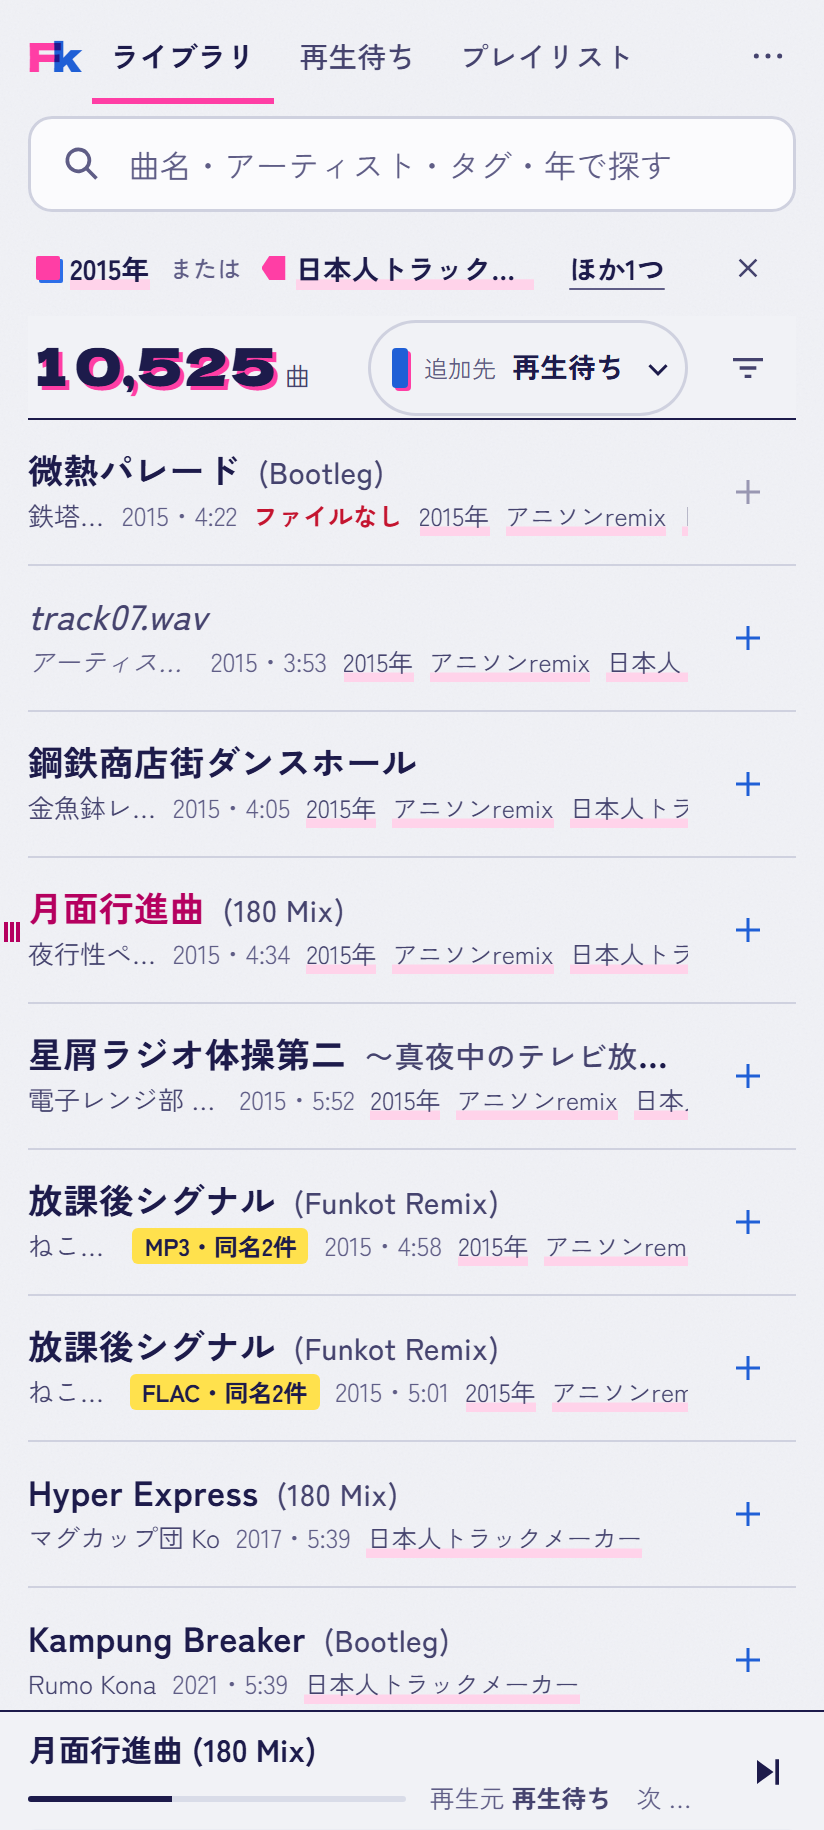 Fk ライブラリ 再生待ち プレイリスト ...
曲名・アーティスト・タグ・年で探す
2015年 または 日本人トラック... ほか1つ ×
10,525 曲 追加先 再生待ち
微熱パレード (Bootleg)
鉄塔... 2015・4:22 ファイルなし 2015年 アニソンremix
track07.wav
アーティス... 2015・3:53 2015年 アニソンremix 日本人
鋼鉄商店街ダンスホール
金魚鉢レ... 2015・4:05 2015年 アニソンremix 日本人トラ
月面行進曲 (180 Mix)
夜行性ペ... 2015・4:34 2015年 アニソンremix 日本人トラ
星屑ラジオ体操第二 〜真夜中のテレビ放...
電子レンジ部 ... 2015・5:52 2015年 アニソンremix 日本
放課後シグナル (Funkot Remix)
ねこ... MP3・同名2件 2015・4:58 2015年 アニソンrem
放課後シグナル (Funkot Remix)
ねこ... FLAC・同名2件 2015・5:01 2015年 アニソンrem
Hyper Express (180 Mix)
マグカップ団 Ko 2017・5:39 日本人トラックメーカー
Kampung Breaker (Bootleg)
Rumo Kona 2021・5:39 日本人トラックメーカー
月面行進曲 (180 Mix)
再生元 再生待ち 次 ...